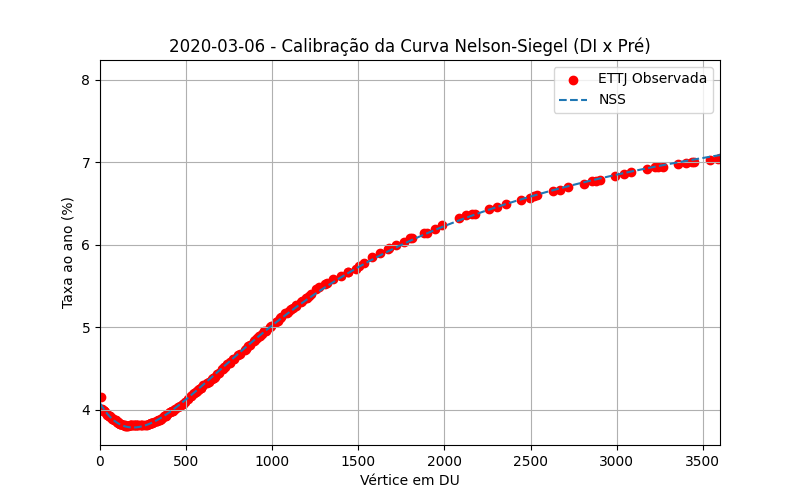 2020-03-06 - Calibração da Curva Nelson-Siegel (DI x Pré)
ETTJ Observada
NSS
Taxa ao ano (%)
8
7
6
5
4
0 500 1000 1500 2000 2500 3000 3500
Vértice em DU